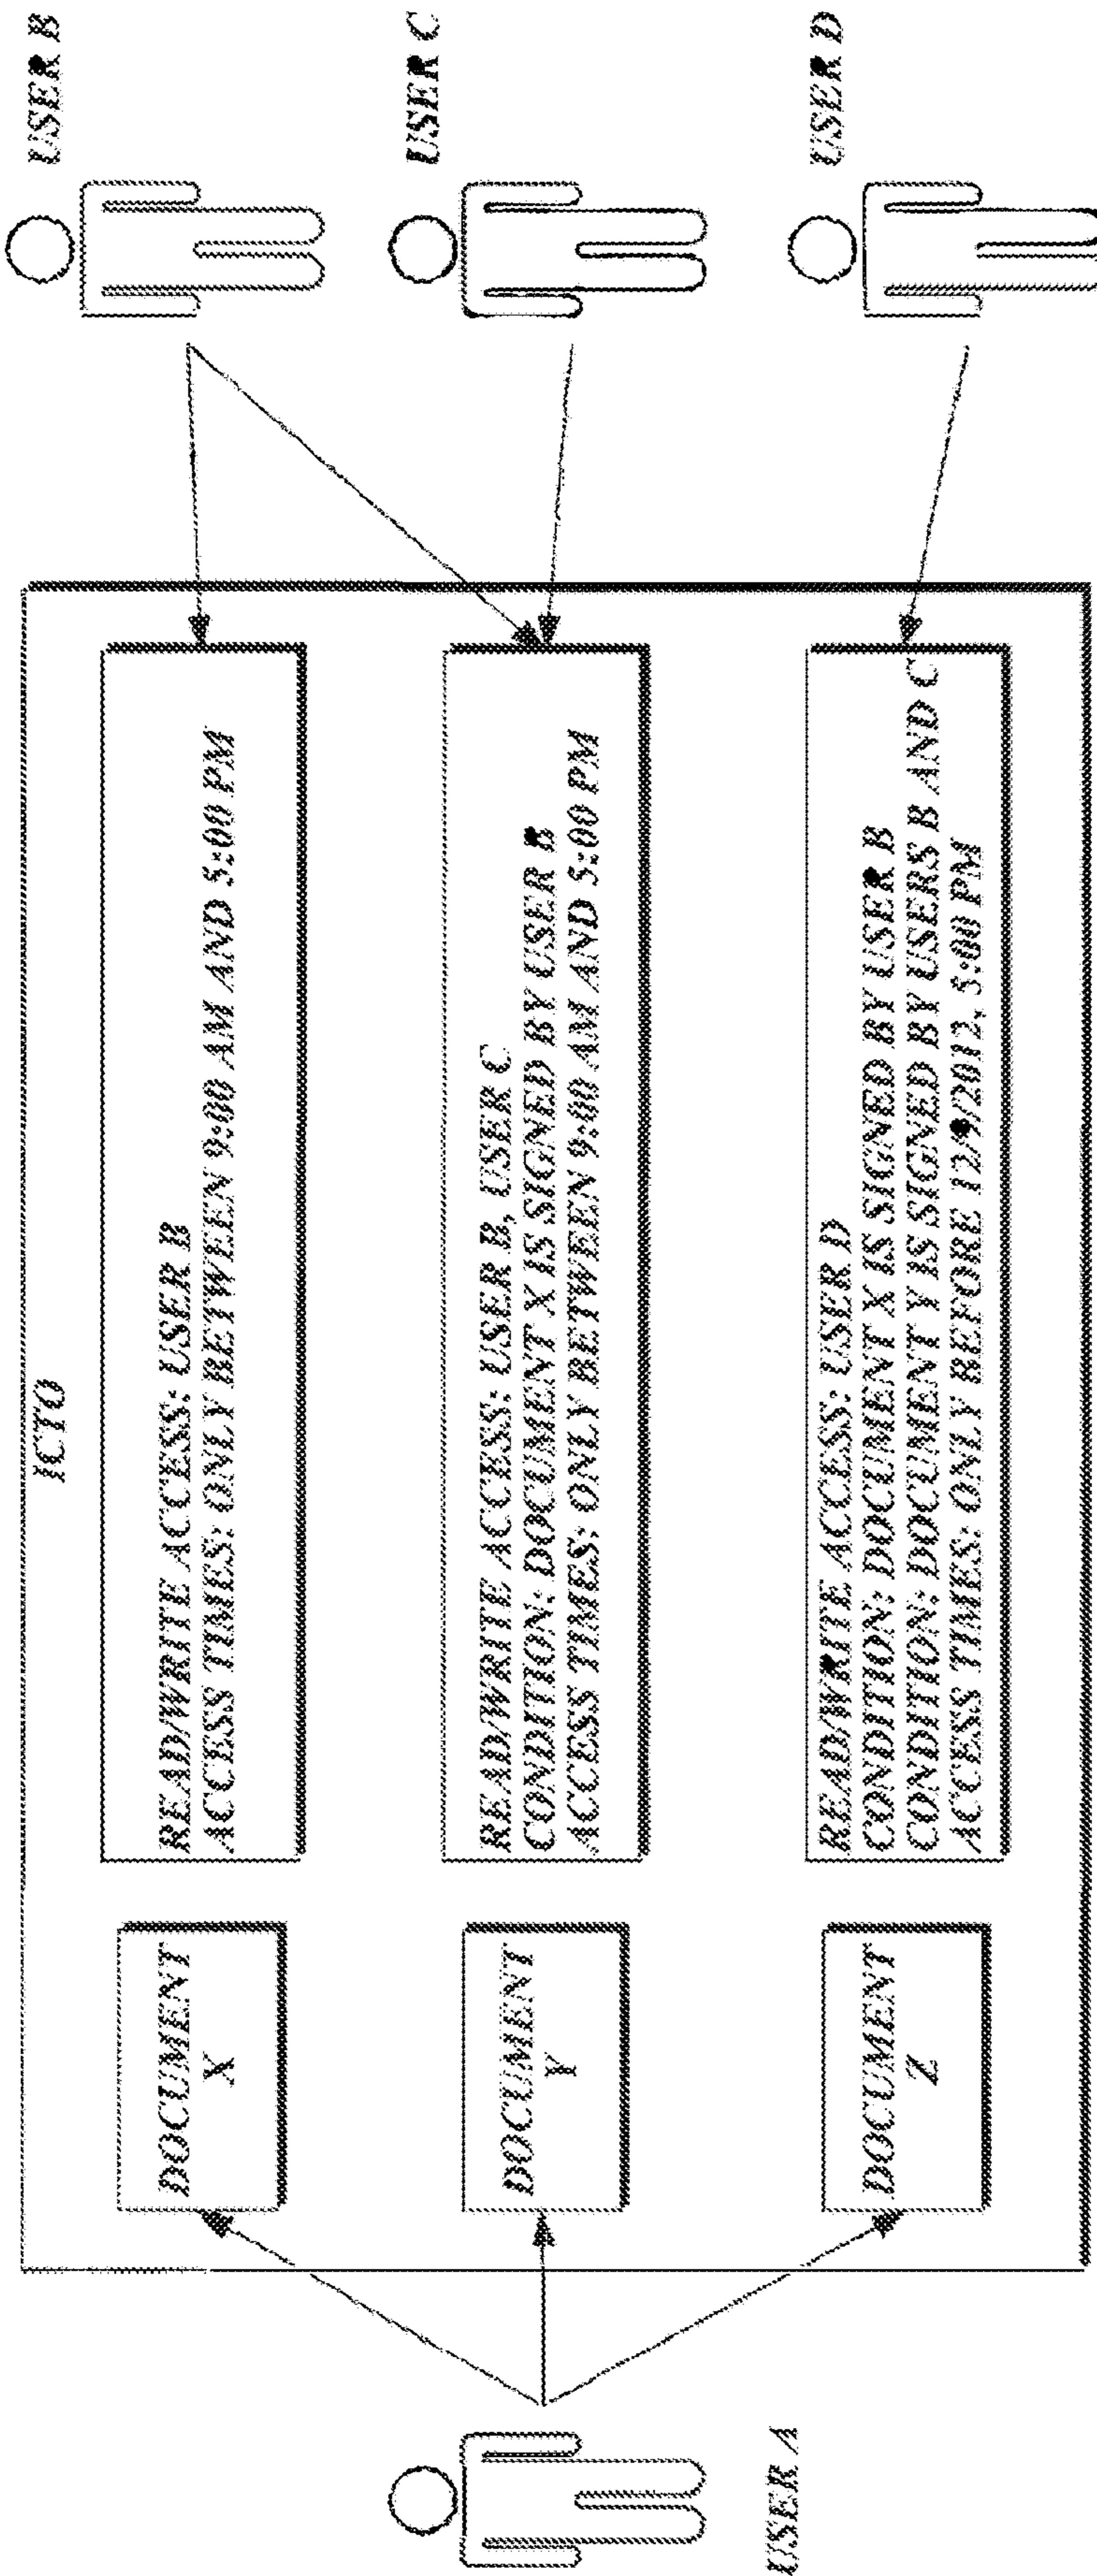 ICTO
USER A
DOCUMENT
X
READ/WRITE ACCESS: USER B
ACCESS TIMES: ONLY BETWEEN 9:00 AM AND 5:00 PM
USER B
DOCUMENT
Y
READ/WRITE ACCESS: USER B, USER C
CONDITION: DOCUMENT X IS SIGNED BY USER B
ACCESS TIMES: ONLY BETWEEN 9:00 AM AND 5:00 PM
USER C
DOCUMENT
Z
READ/WRITE ACCESS: USER D
CONDITION: DOCUMENT X IS SIGNED BY USER B
CONDITION: DOCUMENT Y IS SIGNED BY USERS B AND C
ACCESS TIMES: ONLY BEFORE 12/9/2012, 5:00 PM
USER D